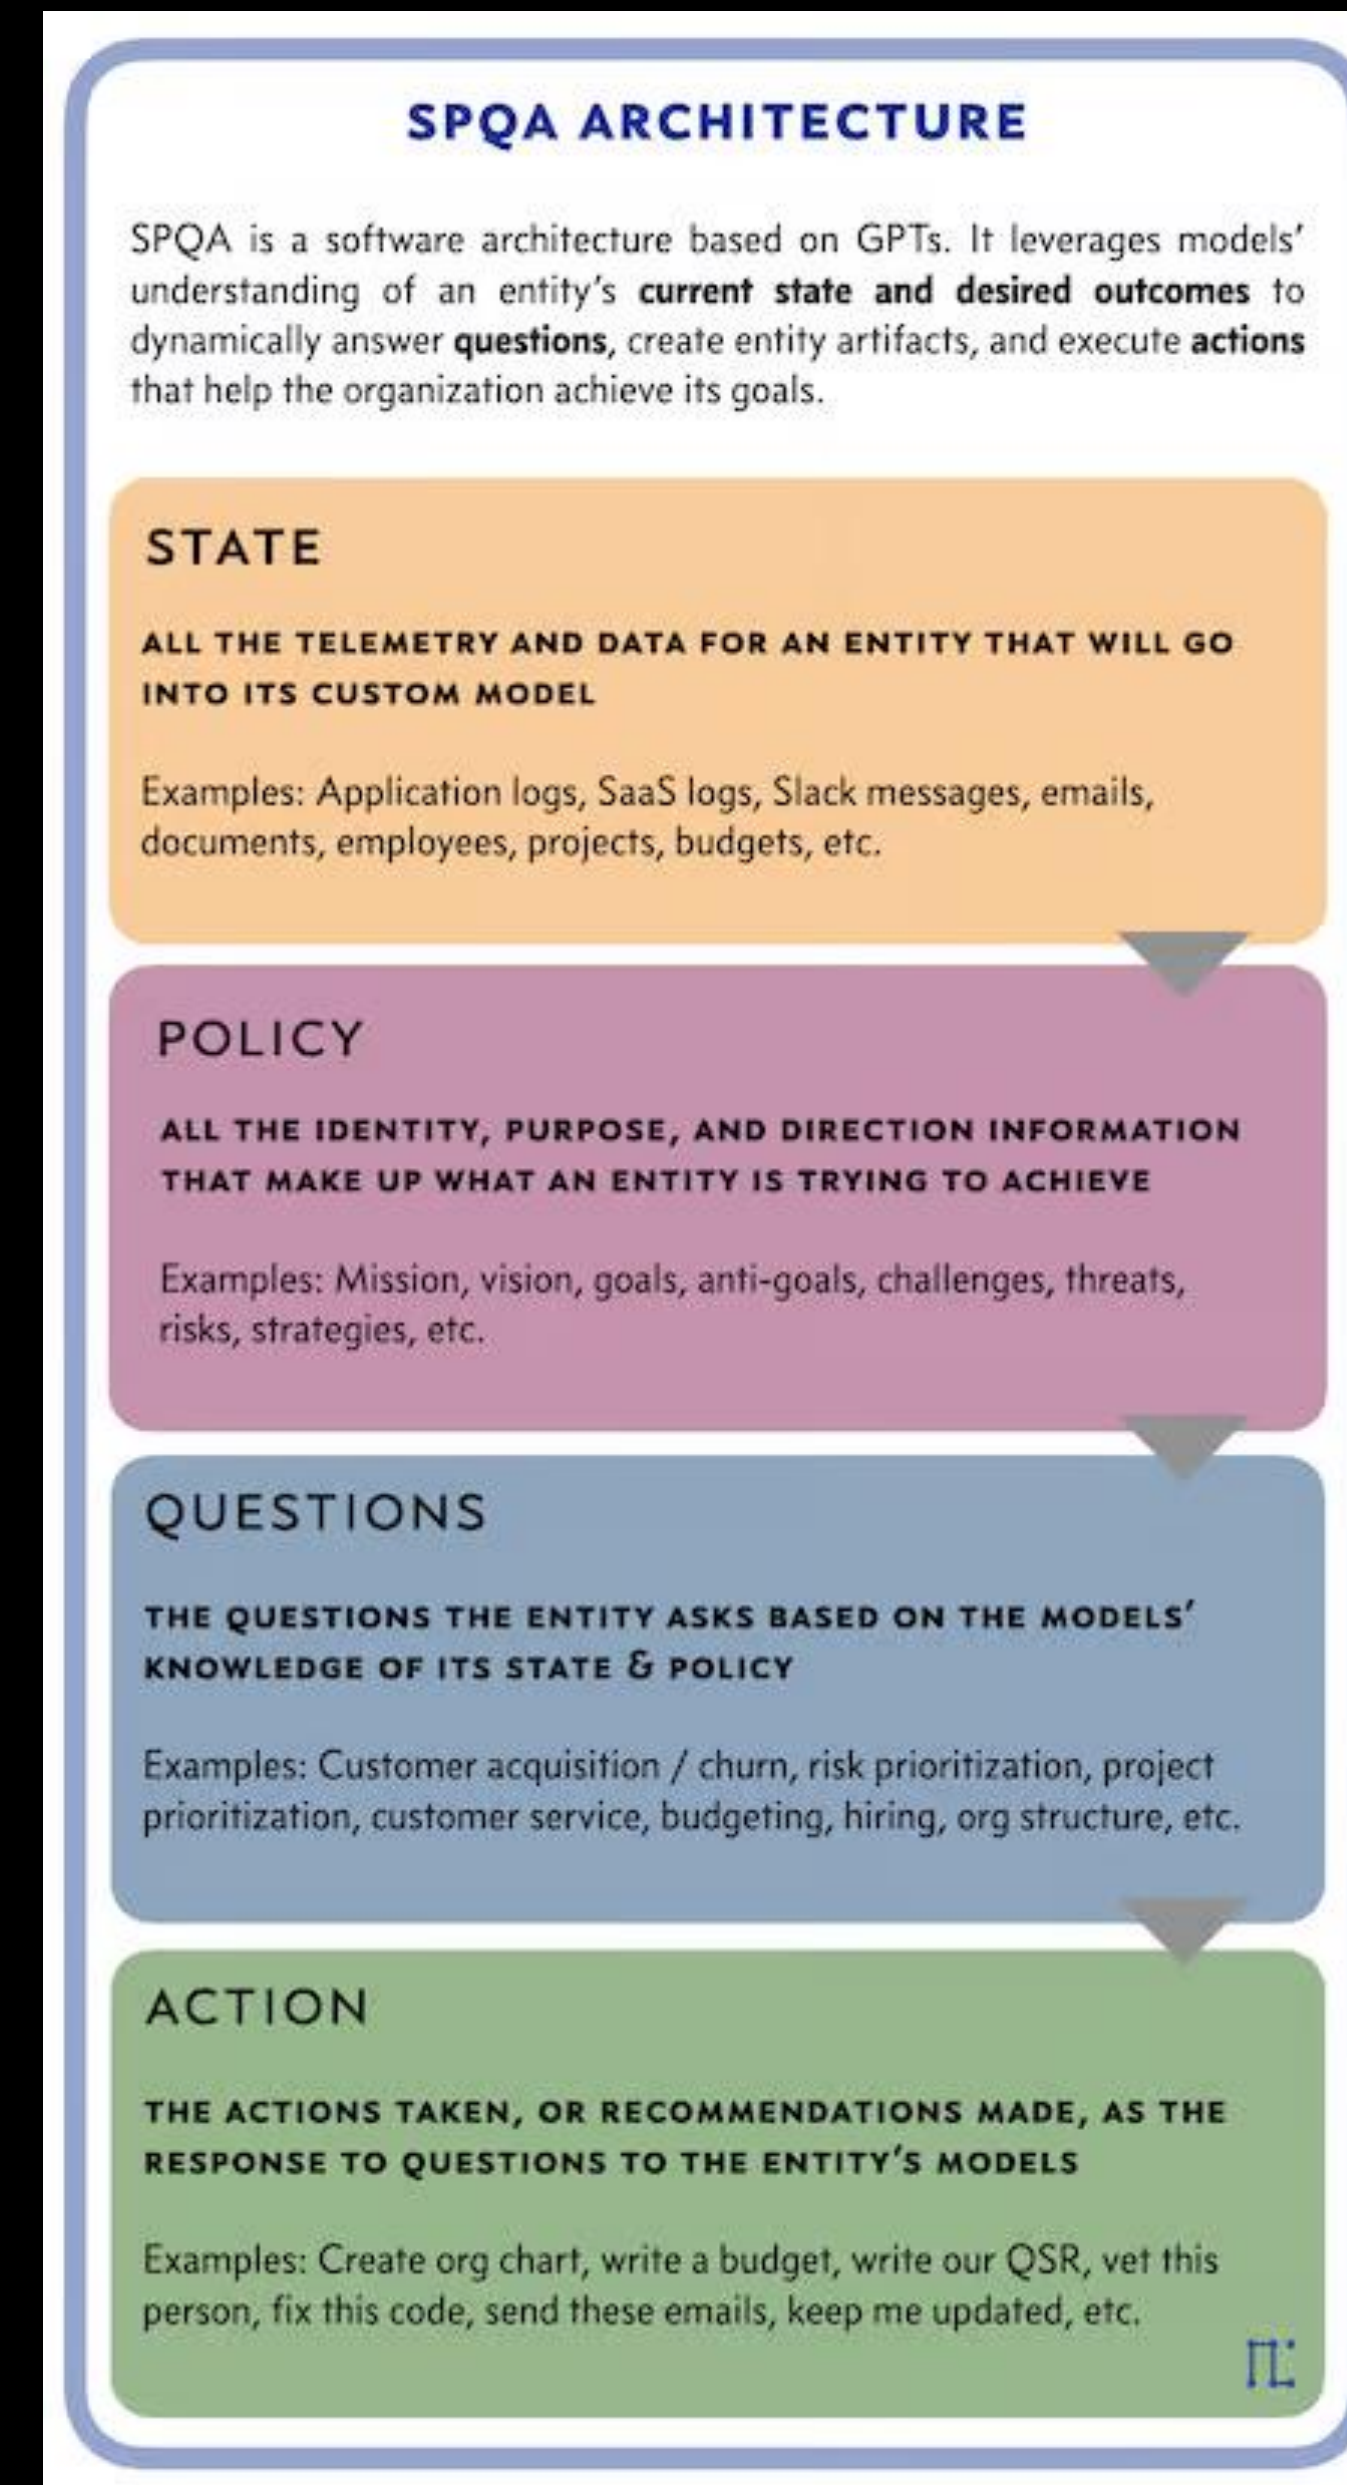 SPQA ARCHITECTURE
SPQA is a software architecture based on GPTs. It leverages models'
understanding of an entity's current state and desired outcomes to
dynamically answer questions, create entity artifacts, and execute actions
that help the organization achieve its goals.
STATE
ALL THE TELEMETRY AND DATA FOR AN ENTITY THAT WILL GO
INTO ITS CUSTOM MODEL
Examples: Application logs, SaaS logs, Slack messages, emails,
documents, employees, projects, budgets, etc.
POLICY
ALL THE IDENTITY, PURPOSE, AND DIRECTION INFORMATION
THAT MAKE UP WHAT AN ENTITY IS TRYING TO ACHIEVE
Examples: Mission, vision, goals, anti-goals, challenges, threats,
risks, strategies, etc.
QUESTIONS
THE QUESTIONS THE ENTITY ASKS BASED ON THE MODELS'
KNOWLEDGE OF ITS STATE & POLICY
Examples: Customer acquisition / churn, risk prioritization, project
prioritization, customer service, budgeting, hiring, org structure, etc.
ACTION
THE ACTIONS TAKEN, OR RECOMMENDATIONS MADE, AS THE
RESPONSE TO QUESTIONS TO THE ENTITY'S MODELS
Examples: Create org chart, write a budget, write our QSR, vet this
person, fix this code, send these emails, keep me updated, etc.